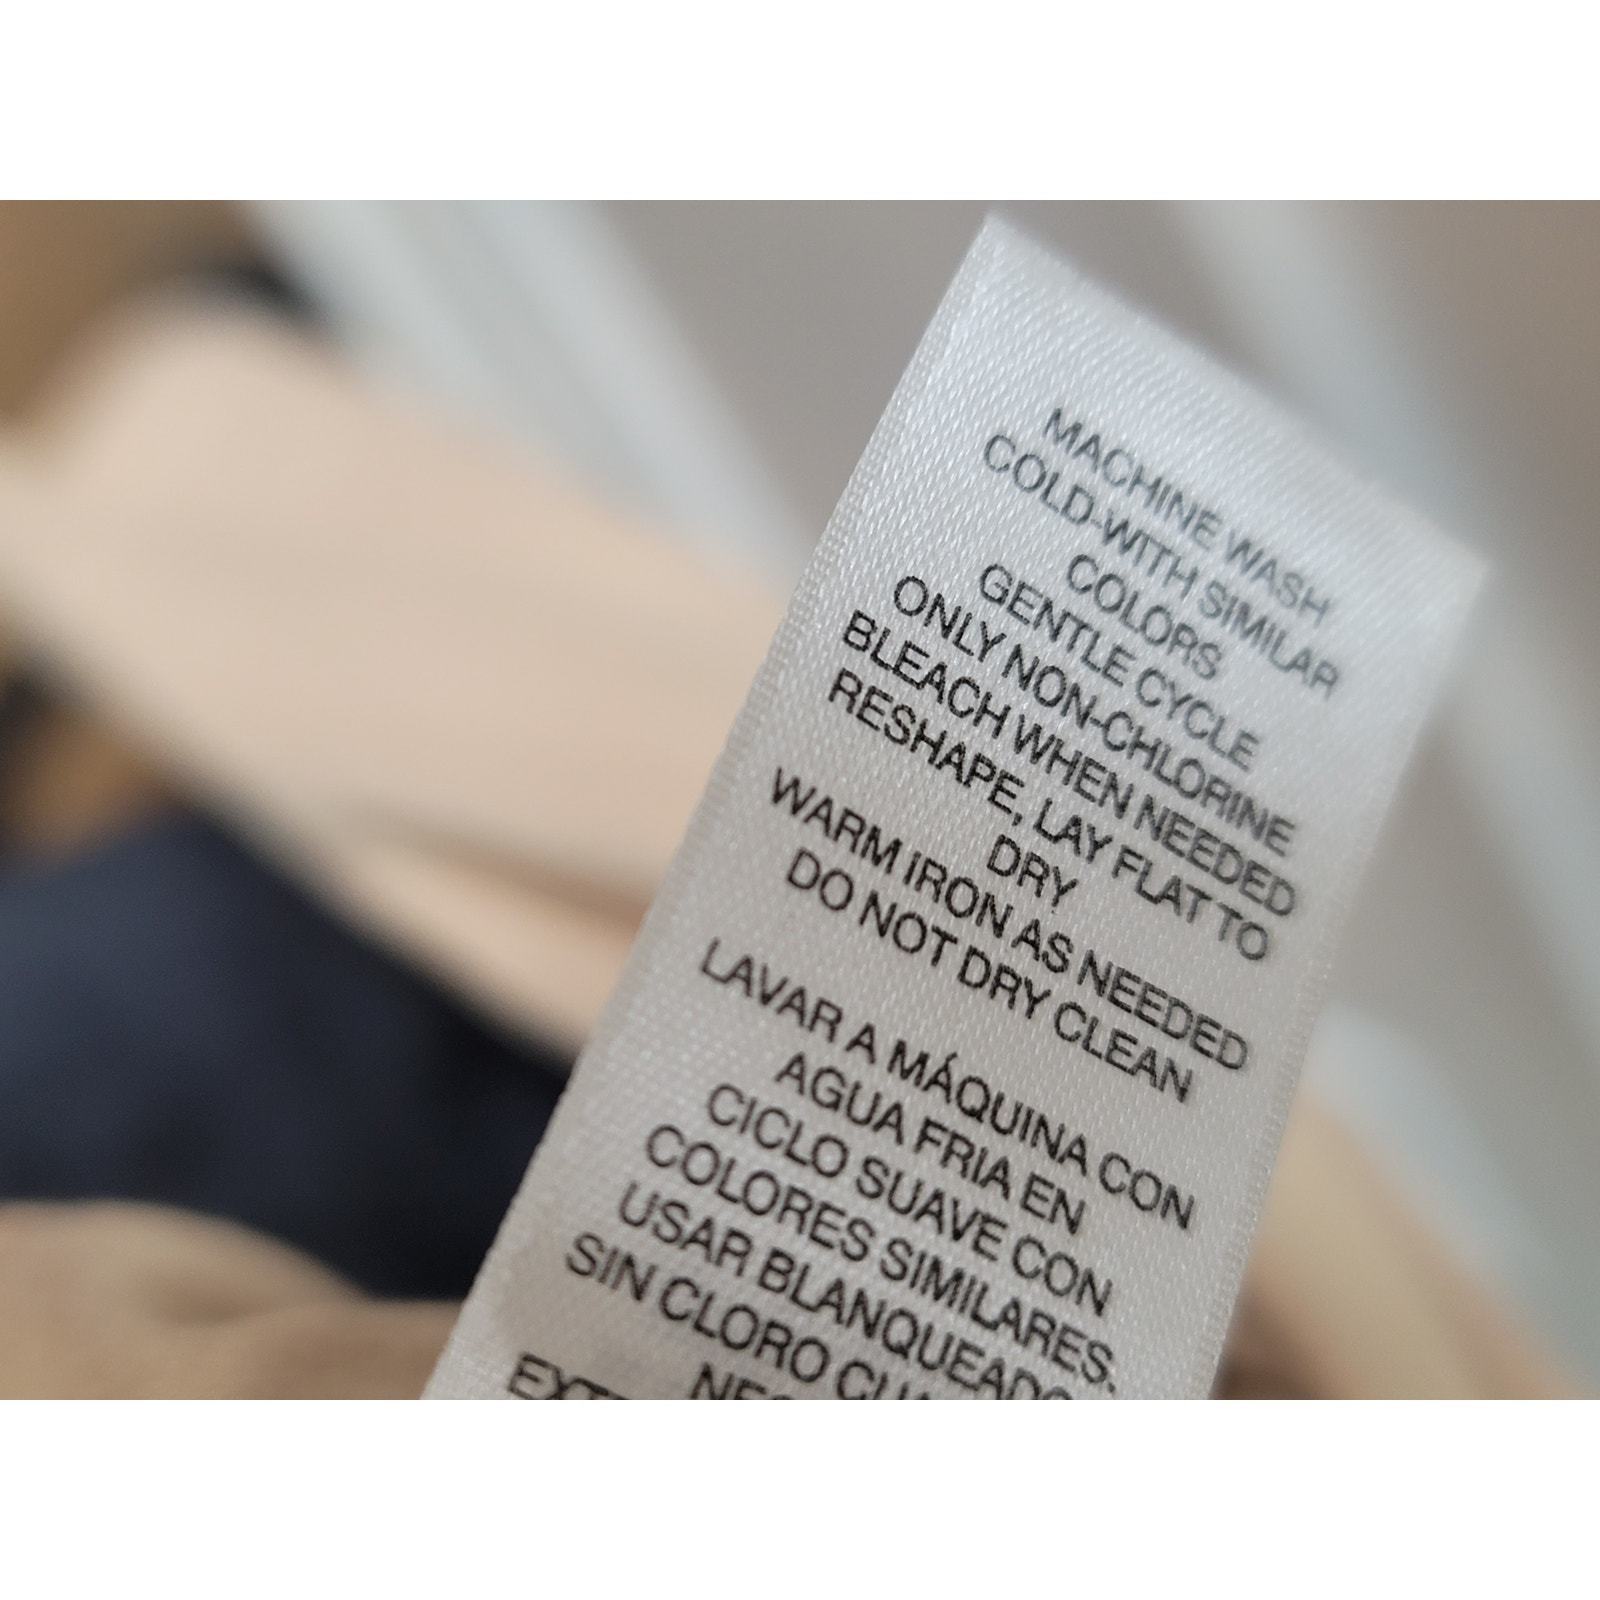 MACHINE WASH
COLD-WITH SIMILAR
COLORS
GENTLE CYCLE
ONLY NON-CHLORINE
BLEACH WHEN NEEDED
RESHAPE, LAY FLAT TO
DRY
WARM IRON AS NEEDED
DO NOT DRY CLEAN
LAVAR A MÁQUINA CON
AGUA FRIA EN
CICLO SUAVE CON
COLORES SIMILARES.
USAR BLANQUEADO
SIN CLORO